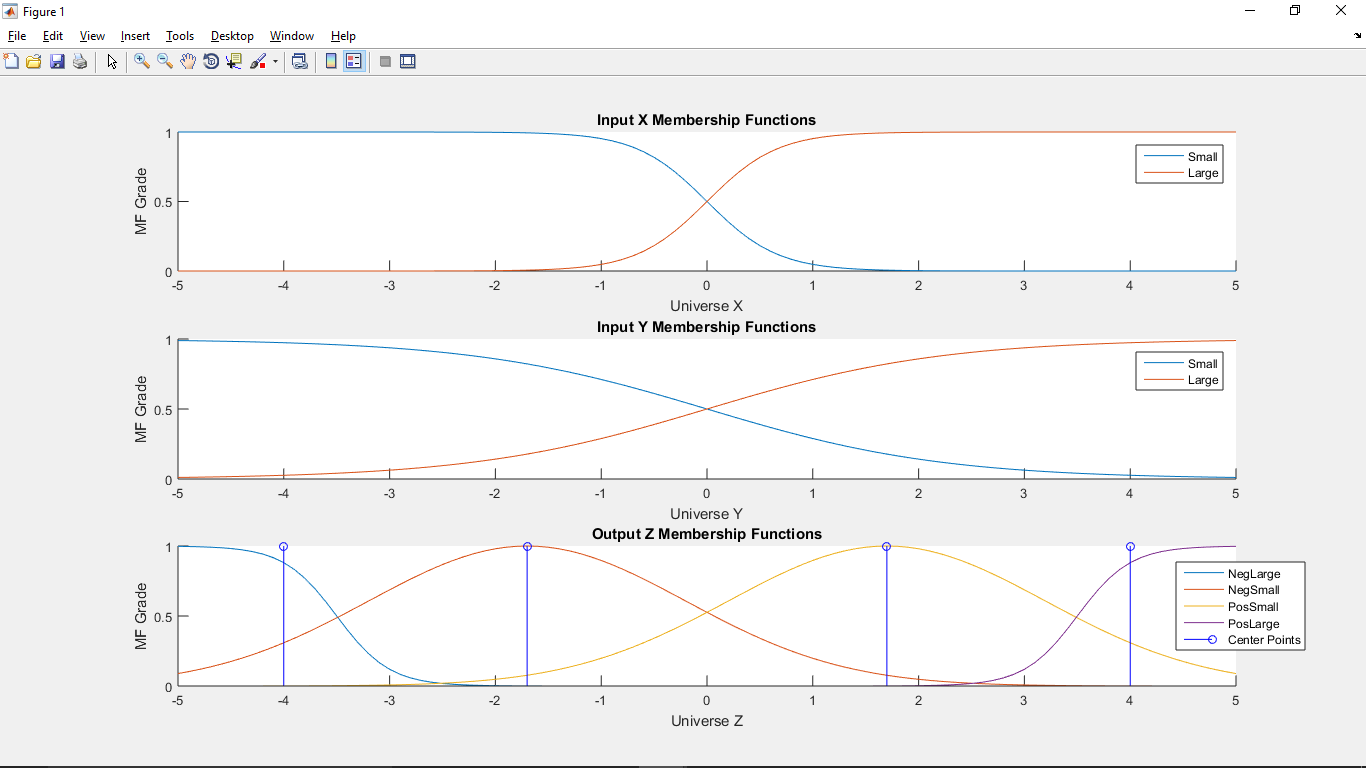 Figure 1
File Edit View Insert Tools Desktop Window Help
Input X Membership Functions
1
0.5
0
MF Grade
-5 -4 -3 -2 -1 0 1 2 3 4 5
Universe X
Small
Large
Input Y Membership Functions
1
0.5
0
MF Grade
-5 -4 -3 -2 -1 0 1 2 3 4 5
Universe Y
Small
Large
Output Z Membership Functions
1
0.5
0
MF Grade
-5 -4 -3 -2 -1 0 1 2 3 4 5
Universe Z
NegLarge
NegSmall
PosSmall
PosLarge
Center Points